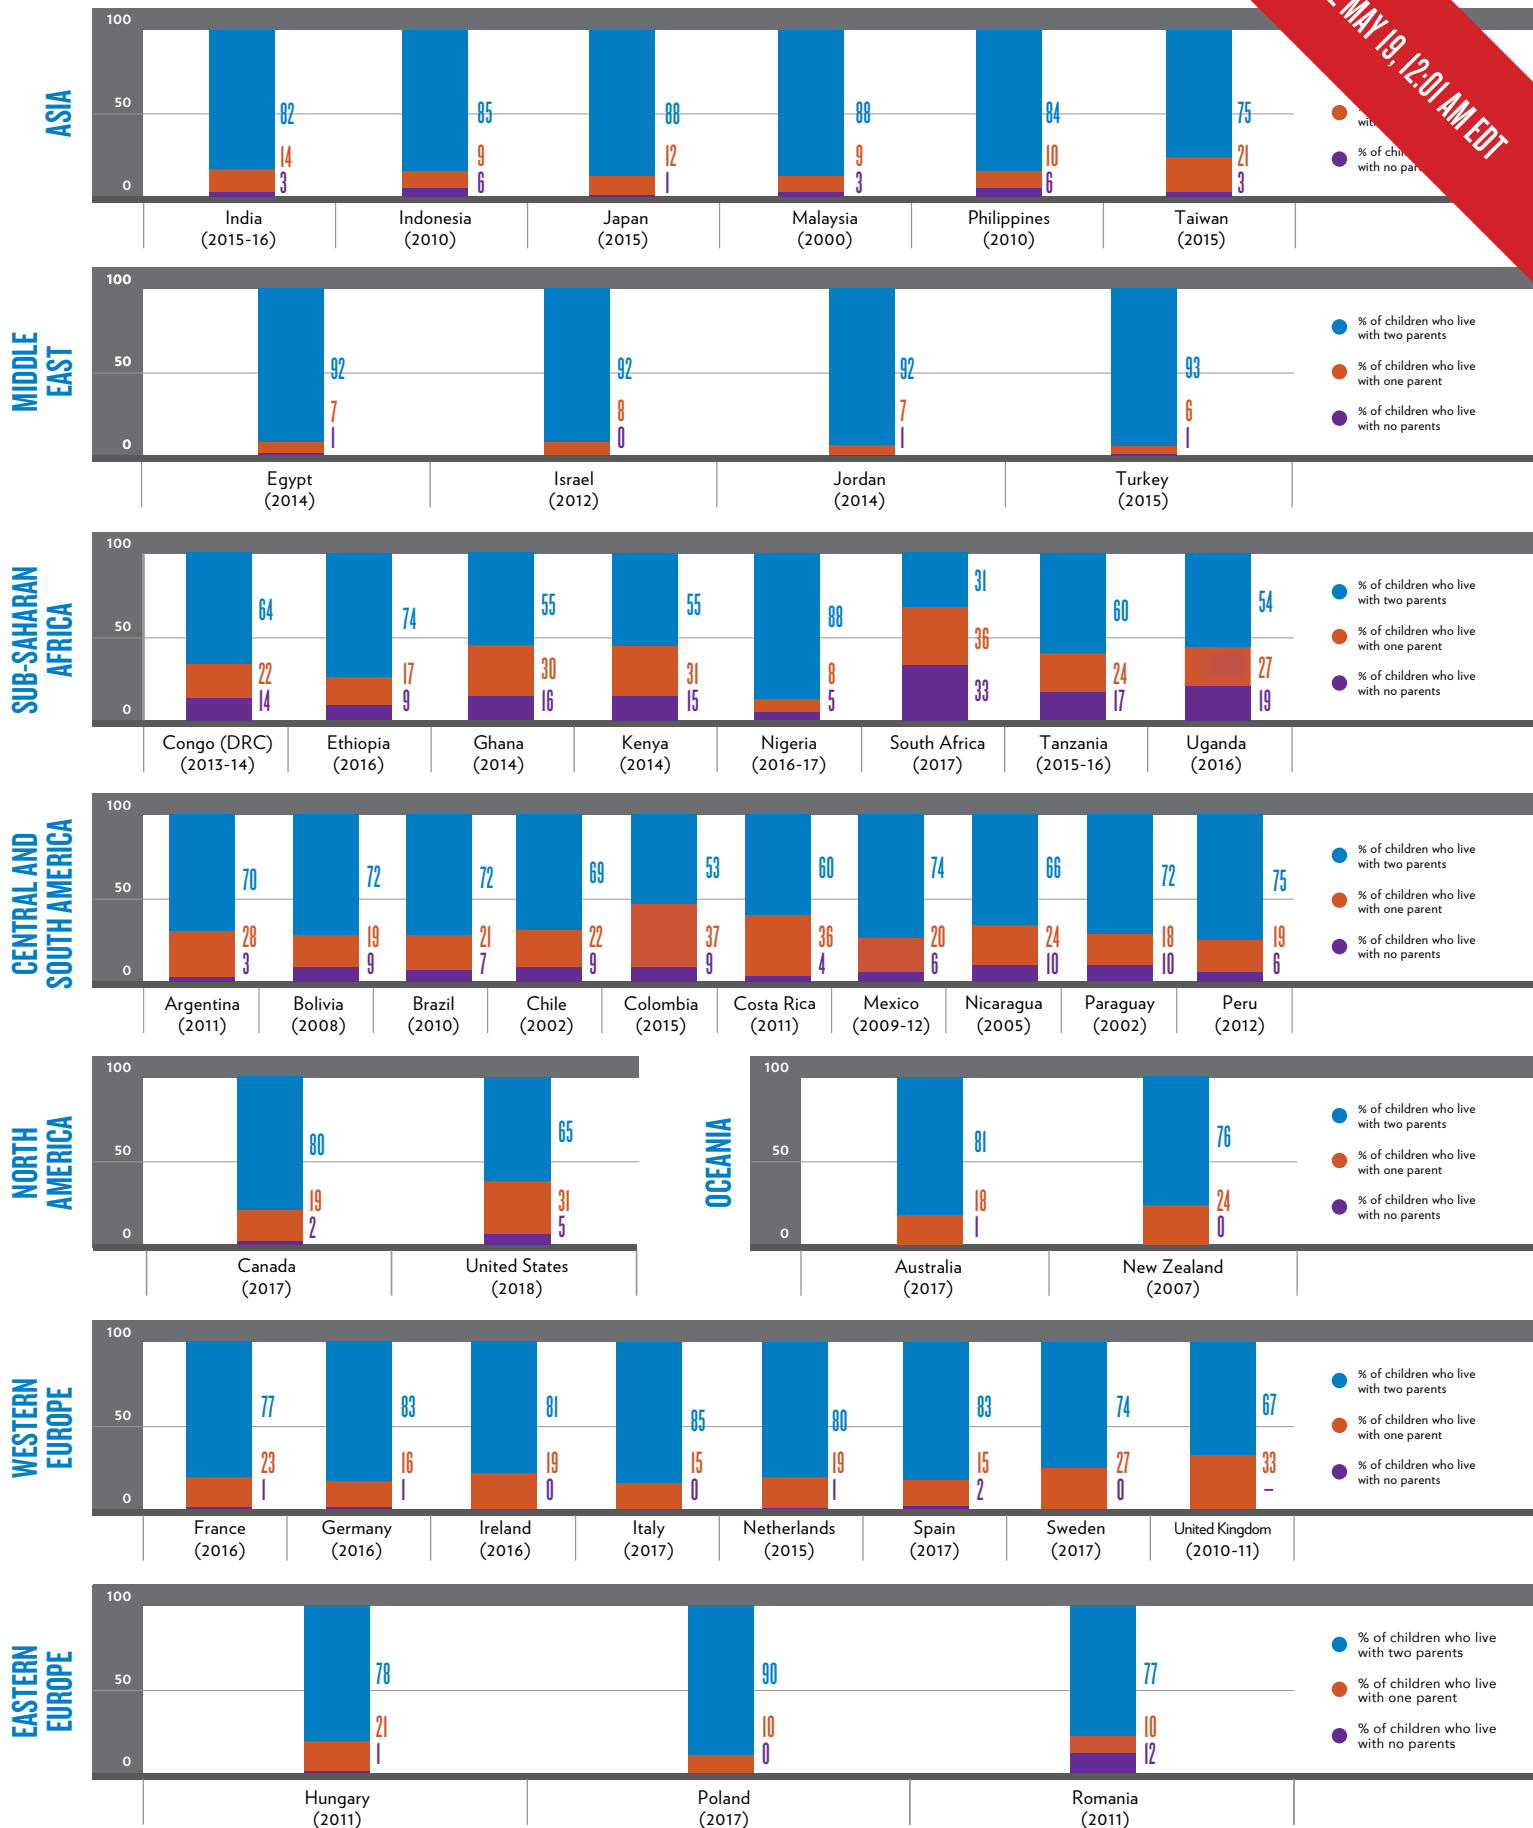 MAY 19, 12:01 AM EDT
ASIA
100
50
0
82
14
3
85
9
6
88
12
1
88
9
3
84
10
6
75
21
3
% of
with no
India
(2015-16)
Indonesia
(2010)
Japan
(2015)
Malaysia
(2000)
Philippines
(2010)
Taiwan
(2015)
MIDDLE
EAST
100
50
0
92
7
1
92
8
0
92
7
1
93
6
1
% of children who live
with two parents
% of children who live
with one parent
% of children who live
with no parents
Egypt
(2014)
Israel
(2012)
Jordan
(2014)
Turkey
(2015)
SUB-SAHARAN
AFRICA
100
50
0
64
22
14
74
17
9
55
30
16
55
31
15
88
8
5
31
36
33
60
24
17
54
27
19
% of children who live
with two parents
% of children who live
with one parent
% of children who live
with no parents
Congo (DRC)
(2013-14)
Ethiopia
(2016)
Ghana
(2014)
Kenya
(2014)
Nigeria
(2016-17)
South Africa
(2017)
Tanzania
(2015-16)
Uganda
(2016)
CENTRAL AND
SOUTH AMERICA
100
50
0
70
28
3
72
19
9
72
21
7
69
22
9
53
37
9
60
36
4
74
20
6
66
24
10
72
18
10
75
19
6
% of children who live
with two parents
% of children who live
with one parent
% of children who live
with no parents
Argentina
(2011)
Bolivia
(2008)
Brazil
(2010)
Chile
(2002)
Colombia
(2015)
Costa Rica
(2011)
Mexico
(2009-12)
Nicaragua
(2005)
Paraguay
(2002)
Peru
(2012)
NORTH
AMERICA
100
50
0
80
19
2
65
31
5
Canada
(2017)
United States
(2018)
OCEANIA
100
50
0
81
18
1
76
24
0
% of children who live
with two parents
% of children who live
with one parent
% of children who live
with no parents
Australia
(2017)
New Zealand
(2007)
WESTERN
EUROPE
100
50
0
77
23
1
83
16
1
81
19
0
85
15
0
80
19
1
83
15
2
74
27
0
67
33
–
% of children who live
with two parents
% of children who live
with one parent
% of children who live
with no parents
France
(2016)
Germany
(2016)
Ireland
(2016)
Italy
(2017)
Netherlands
(2015)
Spain
(2017)
Sweden
(2017)
United Kingdom
(2010-11)
EASTERN
EUROPE
100
50
0
78
21
1
90
10
0
77
10
12
% of children who live
with two parents
% of children who live
with one parent
% of children who live
with no parents
Hungary
(2011)
Poland
(2017)
Romania
(2011)